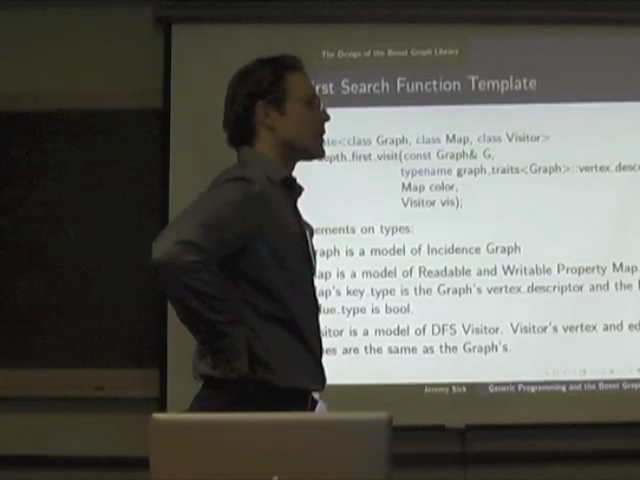 The Design of the Boost Graph Library
rst Search Function Template
te<class Graph, class Map, class Visitor>
epth_first_visit(const Graph& G,
typename graph_traits<Graph>::vertex_desc
Map color,
Visitor vis);
ements on types:
raph is a model of Incidence Graph
ap is a model of Readable and Writable Property Map.
ap's key_type is the Graph's vertex_descriptor and the
lue_type is bool.
sitor is a model of DFS Visitor. Visitor's vertex and ed
es are the same as the Graph's.
Jeremy Siek Generic Programming and the Boost Grap